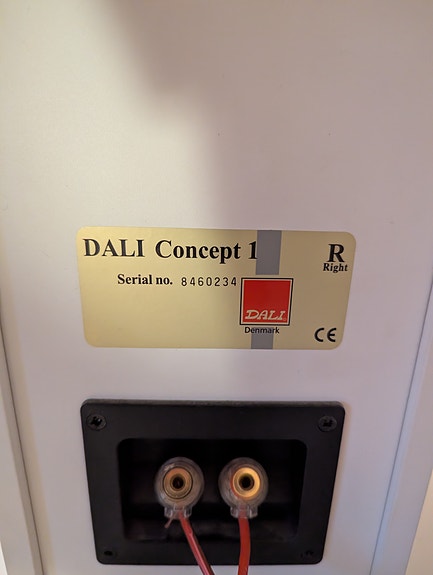 DALI Concept 1
R
Right
Serial no. 8460234
DALI
Denmark
CE